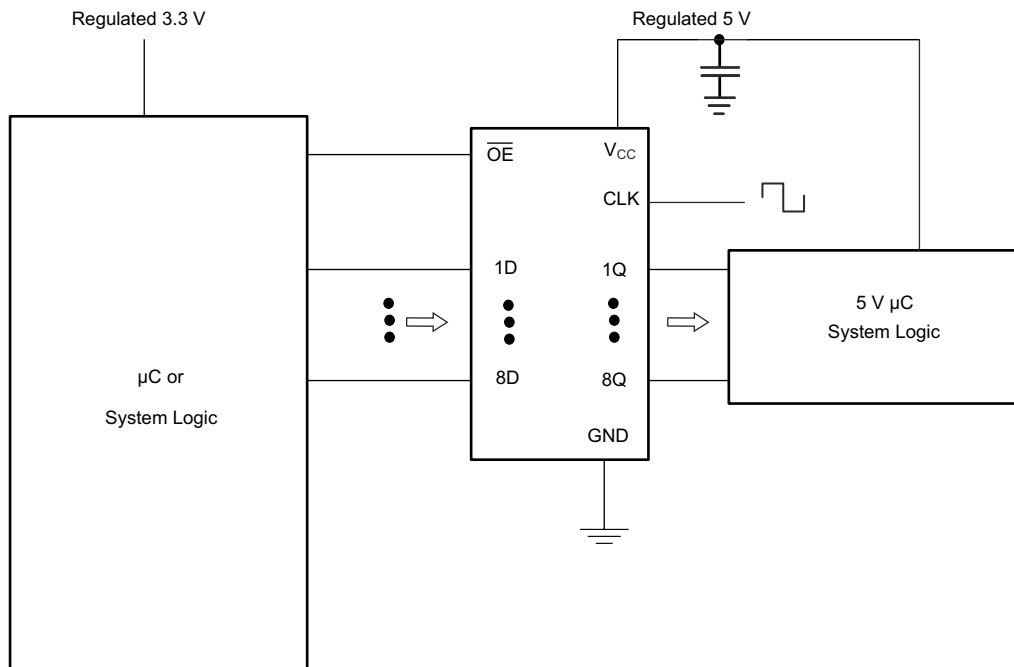 Regulated 3.3 V
Regulated 5 V
OE
V_CC
CLK
1D
1Q
8D
8Q
GND
µC or
System Logic
5 V µC
System Logic